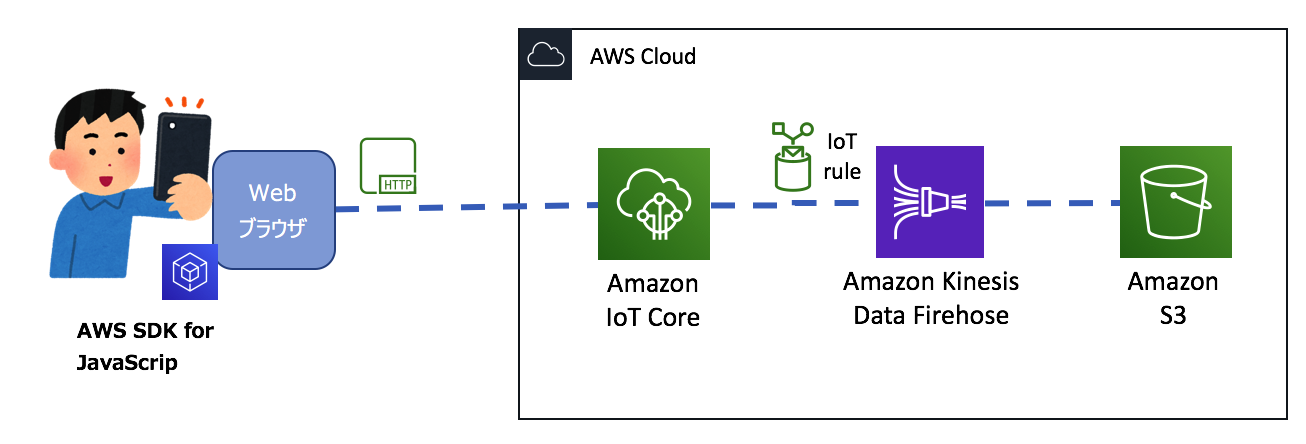 AWS Cloud
Web
ブラウザ
HTTP
IoT
rule
Amazon
IoT Core
Amazon Kinesis
Data Firehose
Amazon
S3
AWS SDK for
JavaScrip